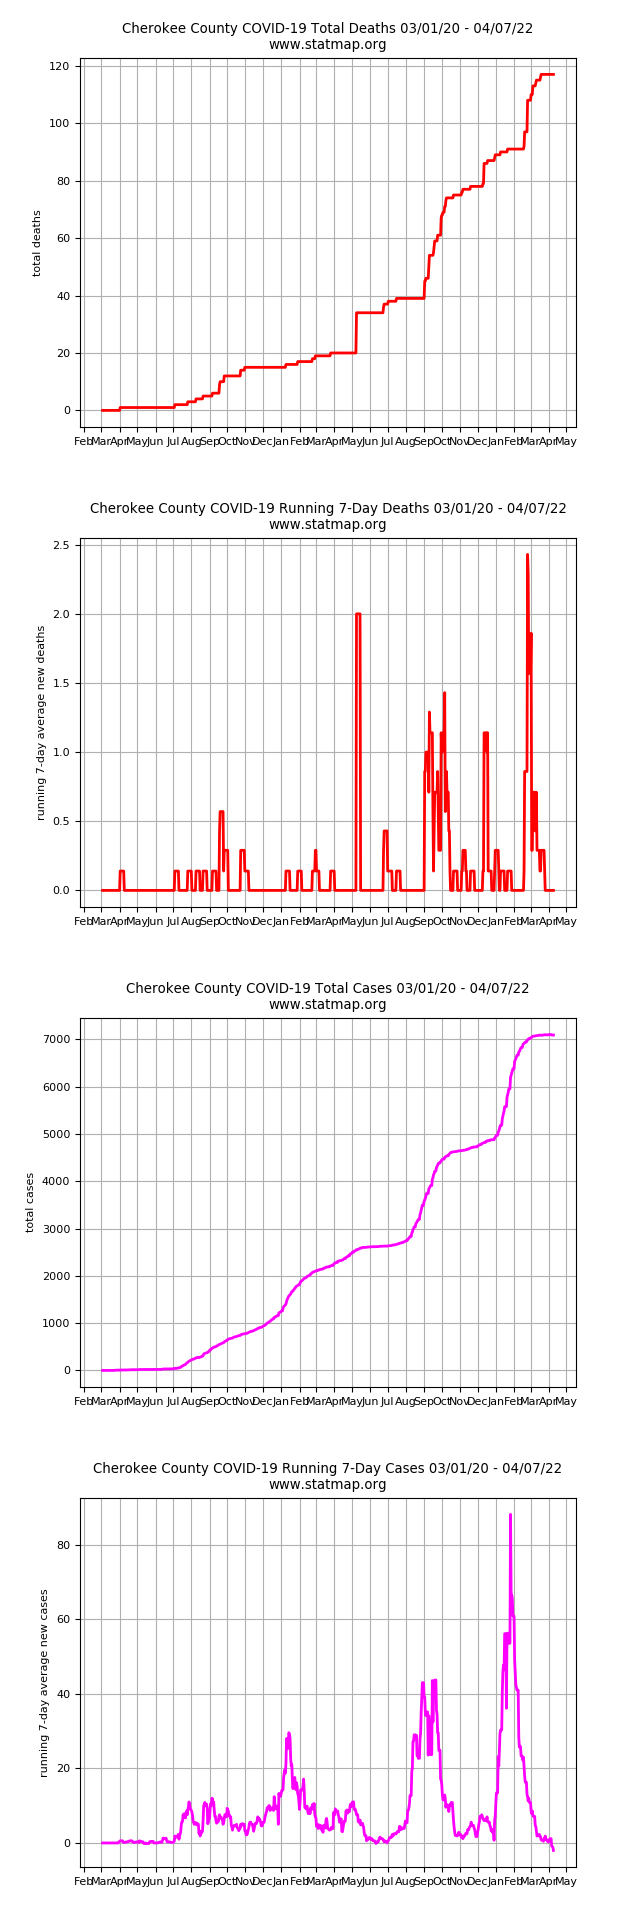 Cherokee County COVID-19 Total Deaths 03/01/20 - 04/07/22
www.statmap.org
120
100
80
60
40
20
0
total deaths
Feb Mar Apr May Jun Jul Aug Sep Oct Nov Dec Jan Feb Mar Apr May Jun Jul Aug Sep Oct Nov Dec Jan Feb Mar Apr May
Cherokee County COVID-19 Running 7-Day Deaths 03/01/20 - 04/07/22
www.statmap.org
2.5
2.0
1.5
1.0
0.5
0.0
running 7-day average new deaths
Feb Mar Apr May Jun Jul Aug Sep Oct Nov Dec Jan Feb Mar Apr May Jun Jul Aug Sep Oct Nov Dec Jan Feb Mar Apr May
Cherokee County COVID-19 Total Cases 03/01/20 - 04/07/22
www.statmap.org
7000
6000
5000
4000
3000
2000
1000
0
total cases
Feb Mar Apr May Jun Jul Aug Sep Oct Nov Dec Jan Feb Mar Apr May Jun Jul Aug Sep Oct Nov Dec Jan Feb Mar Apr May
Cherokee County COVID-19 Running 7-Day Cases 03/01/20 - 04/07/22
www.statmap.org
80
60
40
20
0
running 7-day average new cases
Feb Mar Apr May Jun Jul Aug Sep Oct Nov Dec Jan Feb Mar Apr May Jun Jul Aug Sep Oct Nov Dec Jan Feb Mar Apr May